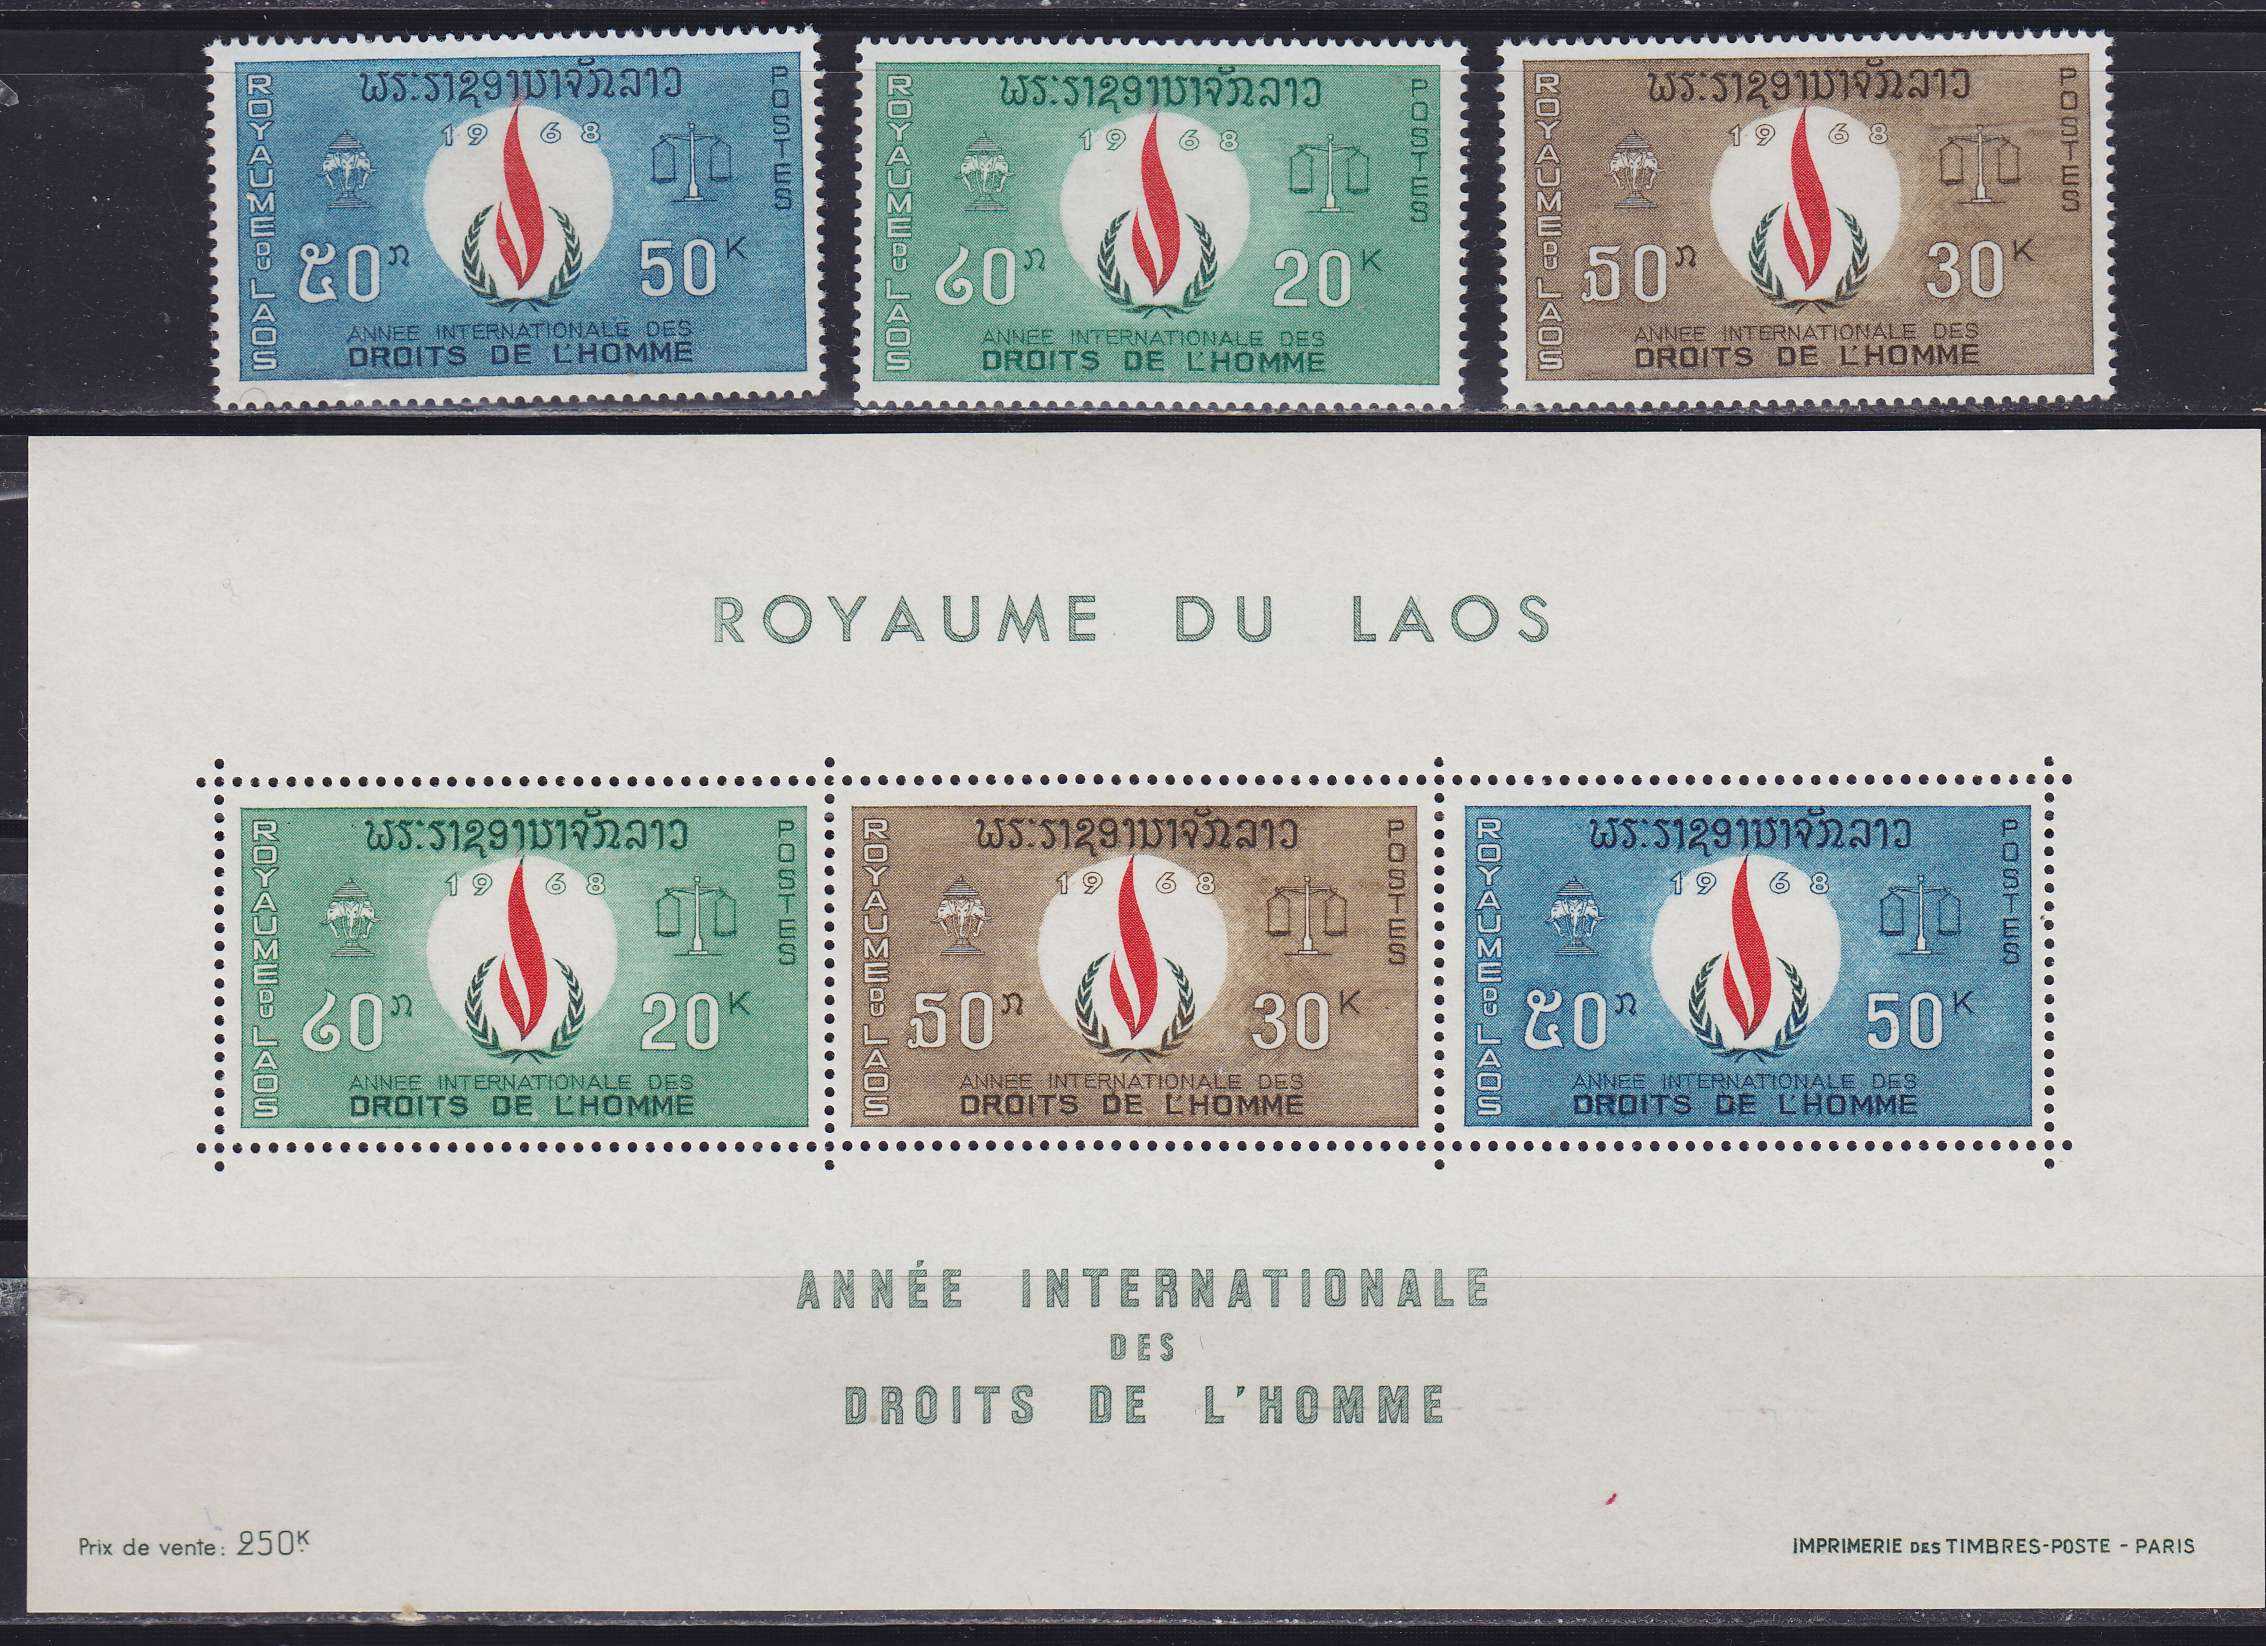 ROYAUME DU LAOS
ພຣະຣາຊອານາຈັກລາວ
POSTES
1968
໕໐ກ 50K
ANNEE INTERNATIONALE DES
DROITS DE L'HOMME
ROYAUME DU LAOS
ພຣະຣາຊອານາຈັກລາວ
POSTES
1968
໒໐ກ 20K
ANNEE INTERNATIONALE DES
DROITS DE L'HOMME
ROYAUME DU LAOS
ພຣະຣາຊອານາຈັກລາວ
POSTES
1968
໓໐ກ 30K
ANNEE INTERNATIONALE DES
DROITS DE L'HOMME
ROYAUME DU LAOS
ROYAUME DU LAOS
ພຣະຣາຊອານາຈັກລາວ
POSTES
1968
໒໐ກ 20K
ANNEE INTERNATIONALE DES
DROITS DE L'HOMME
ROYAUME DU LAOS
ພຣະຣາຊອານາຈັກລາວ
POSTES
1968
໓໐ກ 30K
ANNEE INTERNATIONALE DES
DROITS DE L'HOMME
ROYAUME DU LAOS
ພຣະຣາຊອານາຈັກລາວ
POSTES
1968
໕໐ກ 50K
ANNEE INTERNATIONALE DES
DROITS DE L'HOMME
ANNÉE INTERNATIONALE
DES
DROITS DE L'HOMME
Prix de vente: 250K
IMPRIMERIE DES TIMBRES-POSTE - PARIS